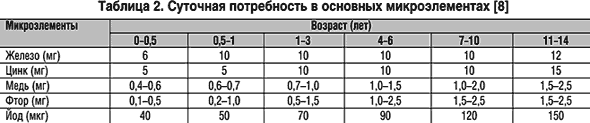 Таблица 2. Суточная потребность в основных микроэлементах [8]
Микроэлементы Возраст (лет)
0–0,5 0,5–1 1–3 4–6 7–10 11–14
Железо (мг) 6 10 10 10 10 12
Цинк (мг) 5 5 10 10 10 15
Медь (мг) 0,4–0,6 0,6–0,7 0,7–1,0 1,0–1,5 1,0–2,0 1,5–2,5
Фтор (мг) 0,1–0,5 0,2–1,0 0,5–1,5 1,0–2,5 1,5–2,5 1,5–2,5
Йод (мкг) 40 50 70 90 120 150